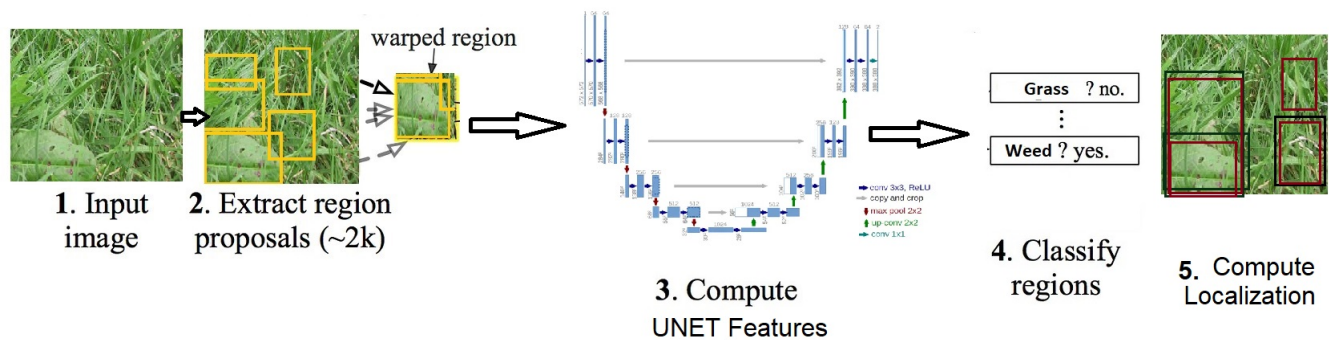 warped region
1. Input
image
2. Extract region
proposals (~2k)
conv 3x3, ReLU
copy and crop
max pool 2x2
up-conv 2x2
conv 1x1
3. Compute
UNET Features
Grass ? no.
Weed ? yes.
4. Classify
regions
5. Compute
Localization